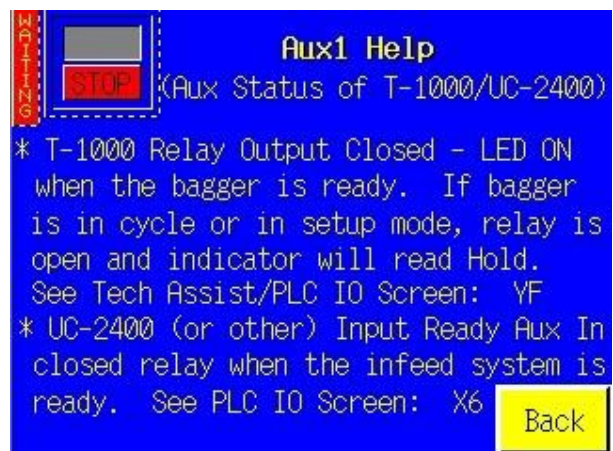 WAITING
STOP
Aux1 Help
(Aux Status of T-1000/UC-2400)
* T-1000 Relay Output Closed - LED ON
when the bagger is ready. If bagger
is in cycle or in setup mode, relay is
open and indicator will read Hold.
See Tech Assist/PLC IO Screen: YF
* UC-2400 (or other) Input Ready Aux In
closed relay when the infeed system is
ready. See PLC IO Screen: X6
Back